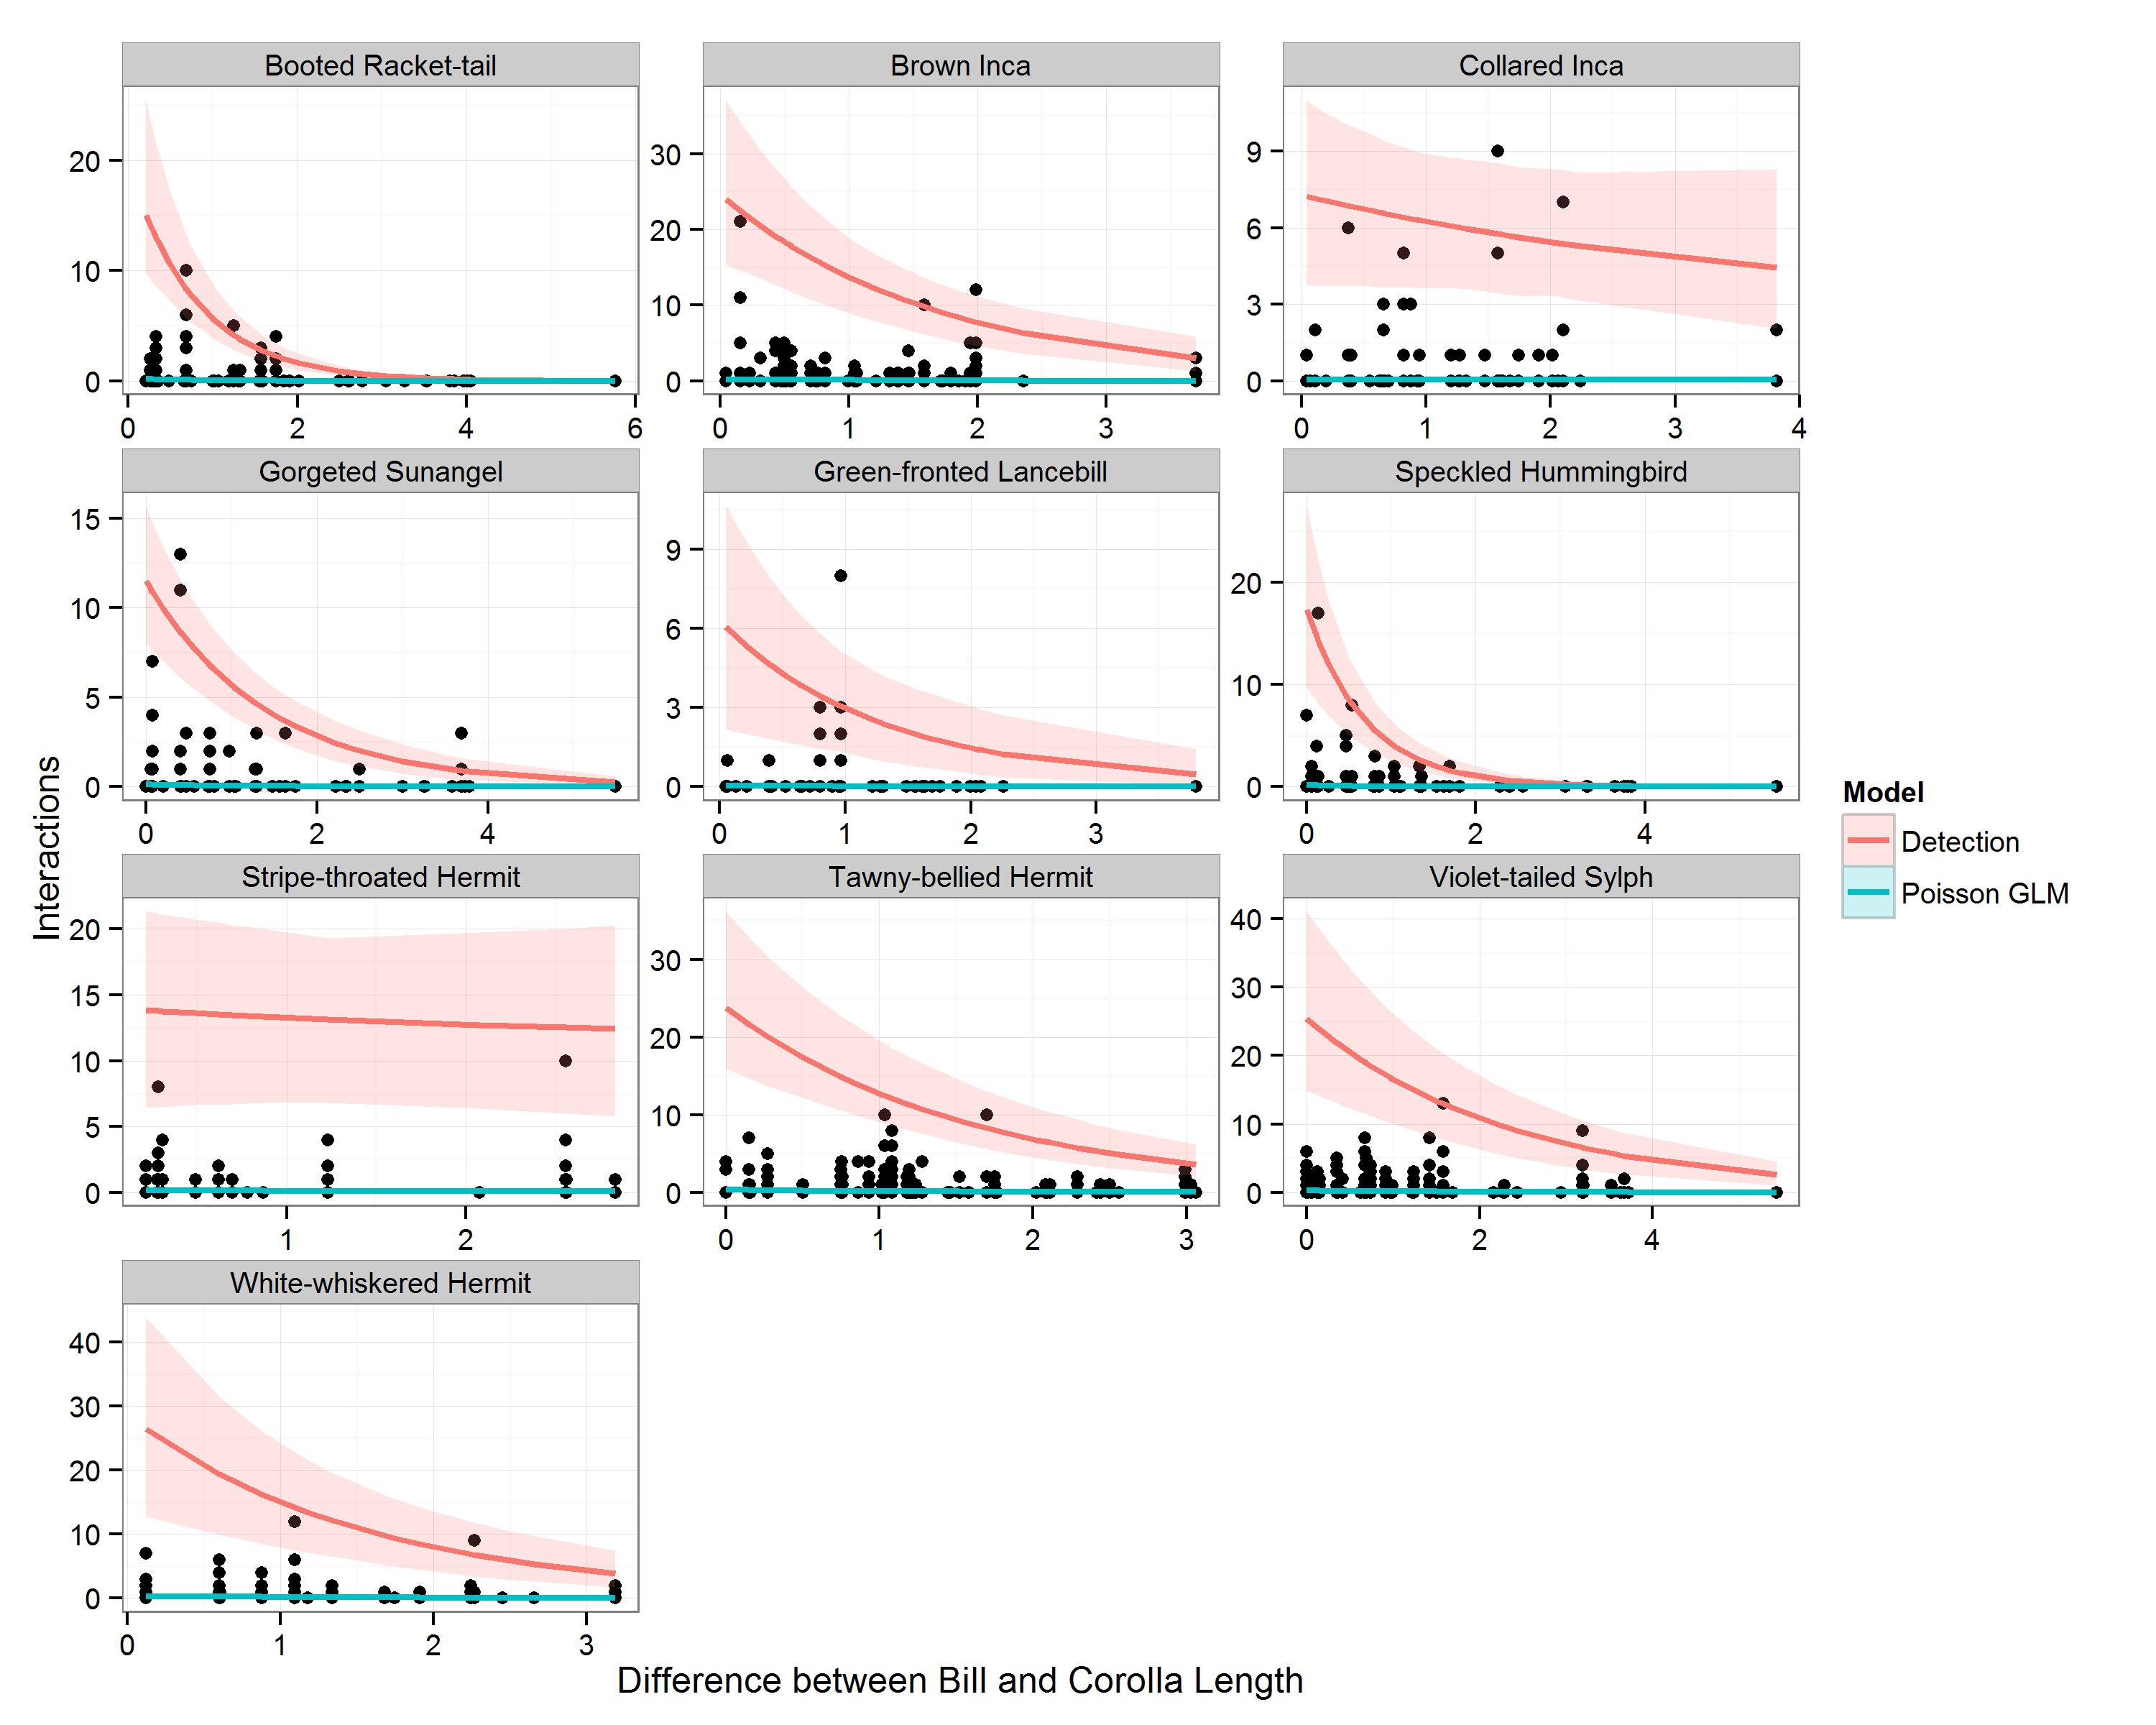 Booted Racket-tail
Brown Inca
Collared Inca
20
10
0
0 2 4 6
30
20
10
0
0 1 2 3
9
6
3
0
0 1 2 3 4
Gorgeted Sunangel
Green-fronted Lancebill
Speckled Hummingbird
15
10
5
0
0 2 4
9
6
3
0
0 1 2 3
20
10
0
0 2 4
Stripe-throated Hermit
Tawny-bellied Hermit
Violet-tailed Sylph
20
15
10
5
0
1 2
30
20
10
0
0 1 2 3
40
30
20
10
0
0 2 4
White-whiskered Hermit
40
30
20
10
0
0 1 2 3
Interactions
Difference between Bill and Corolla Length
Model
Detection
Poisson GLM